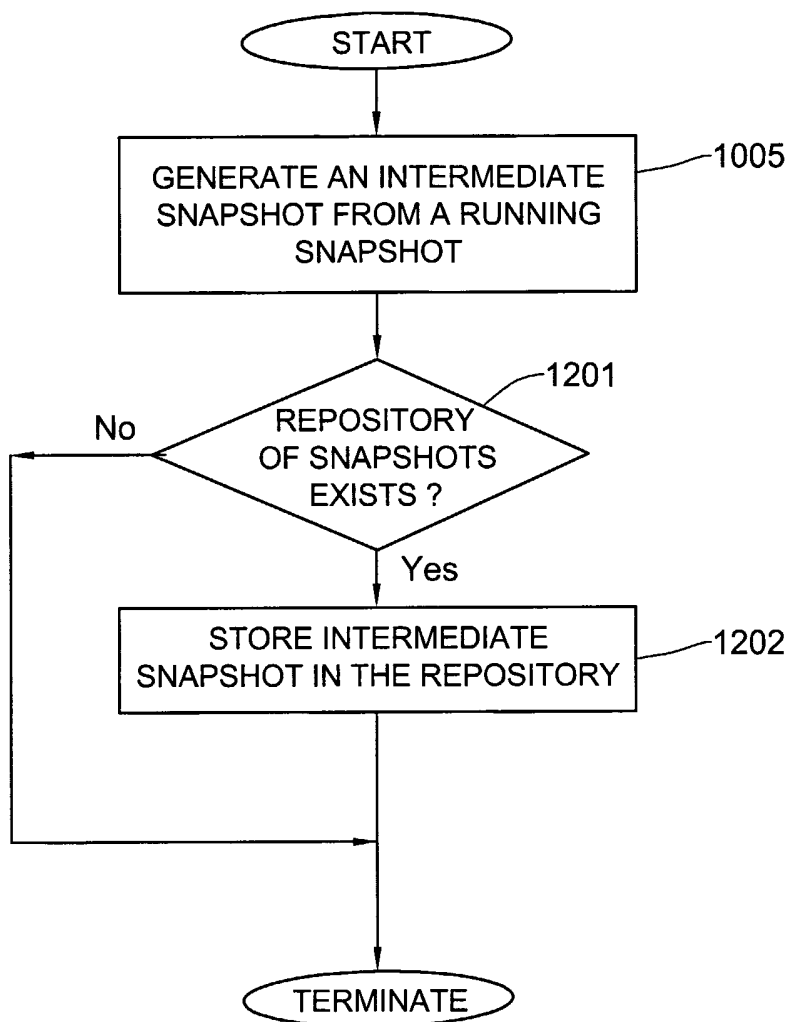 START
1005
GENERATE AN INTERMEDIATE
SNAPSHOT FROM A RUNNING
SNAPSHOT
1201
No
REPOSITORY
OF SNAPSHOTS
EXISTS ?
Yes
STORE INTERMEDIATE
SNAPSHOT IN THE REPOSITORY
1202
TERMINATE